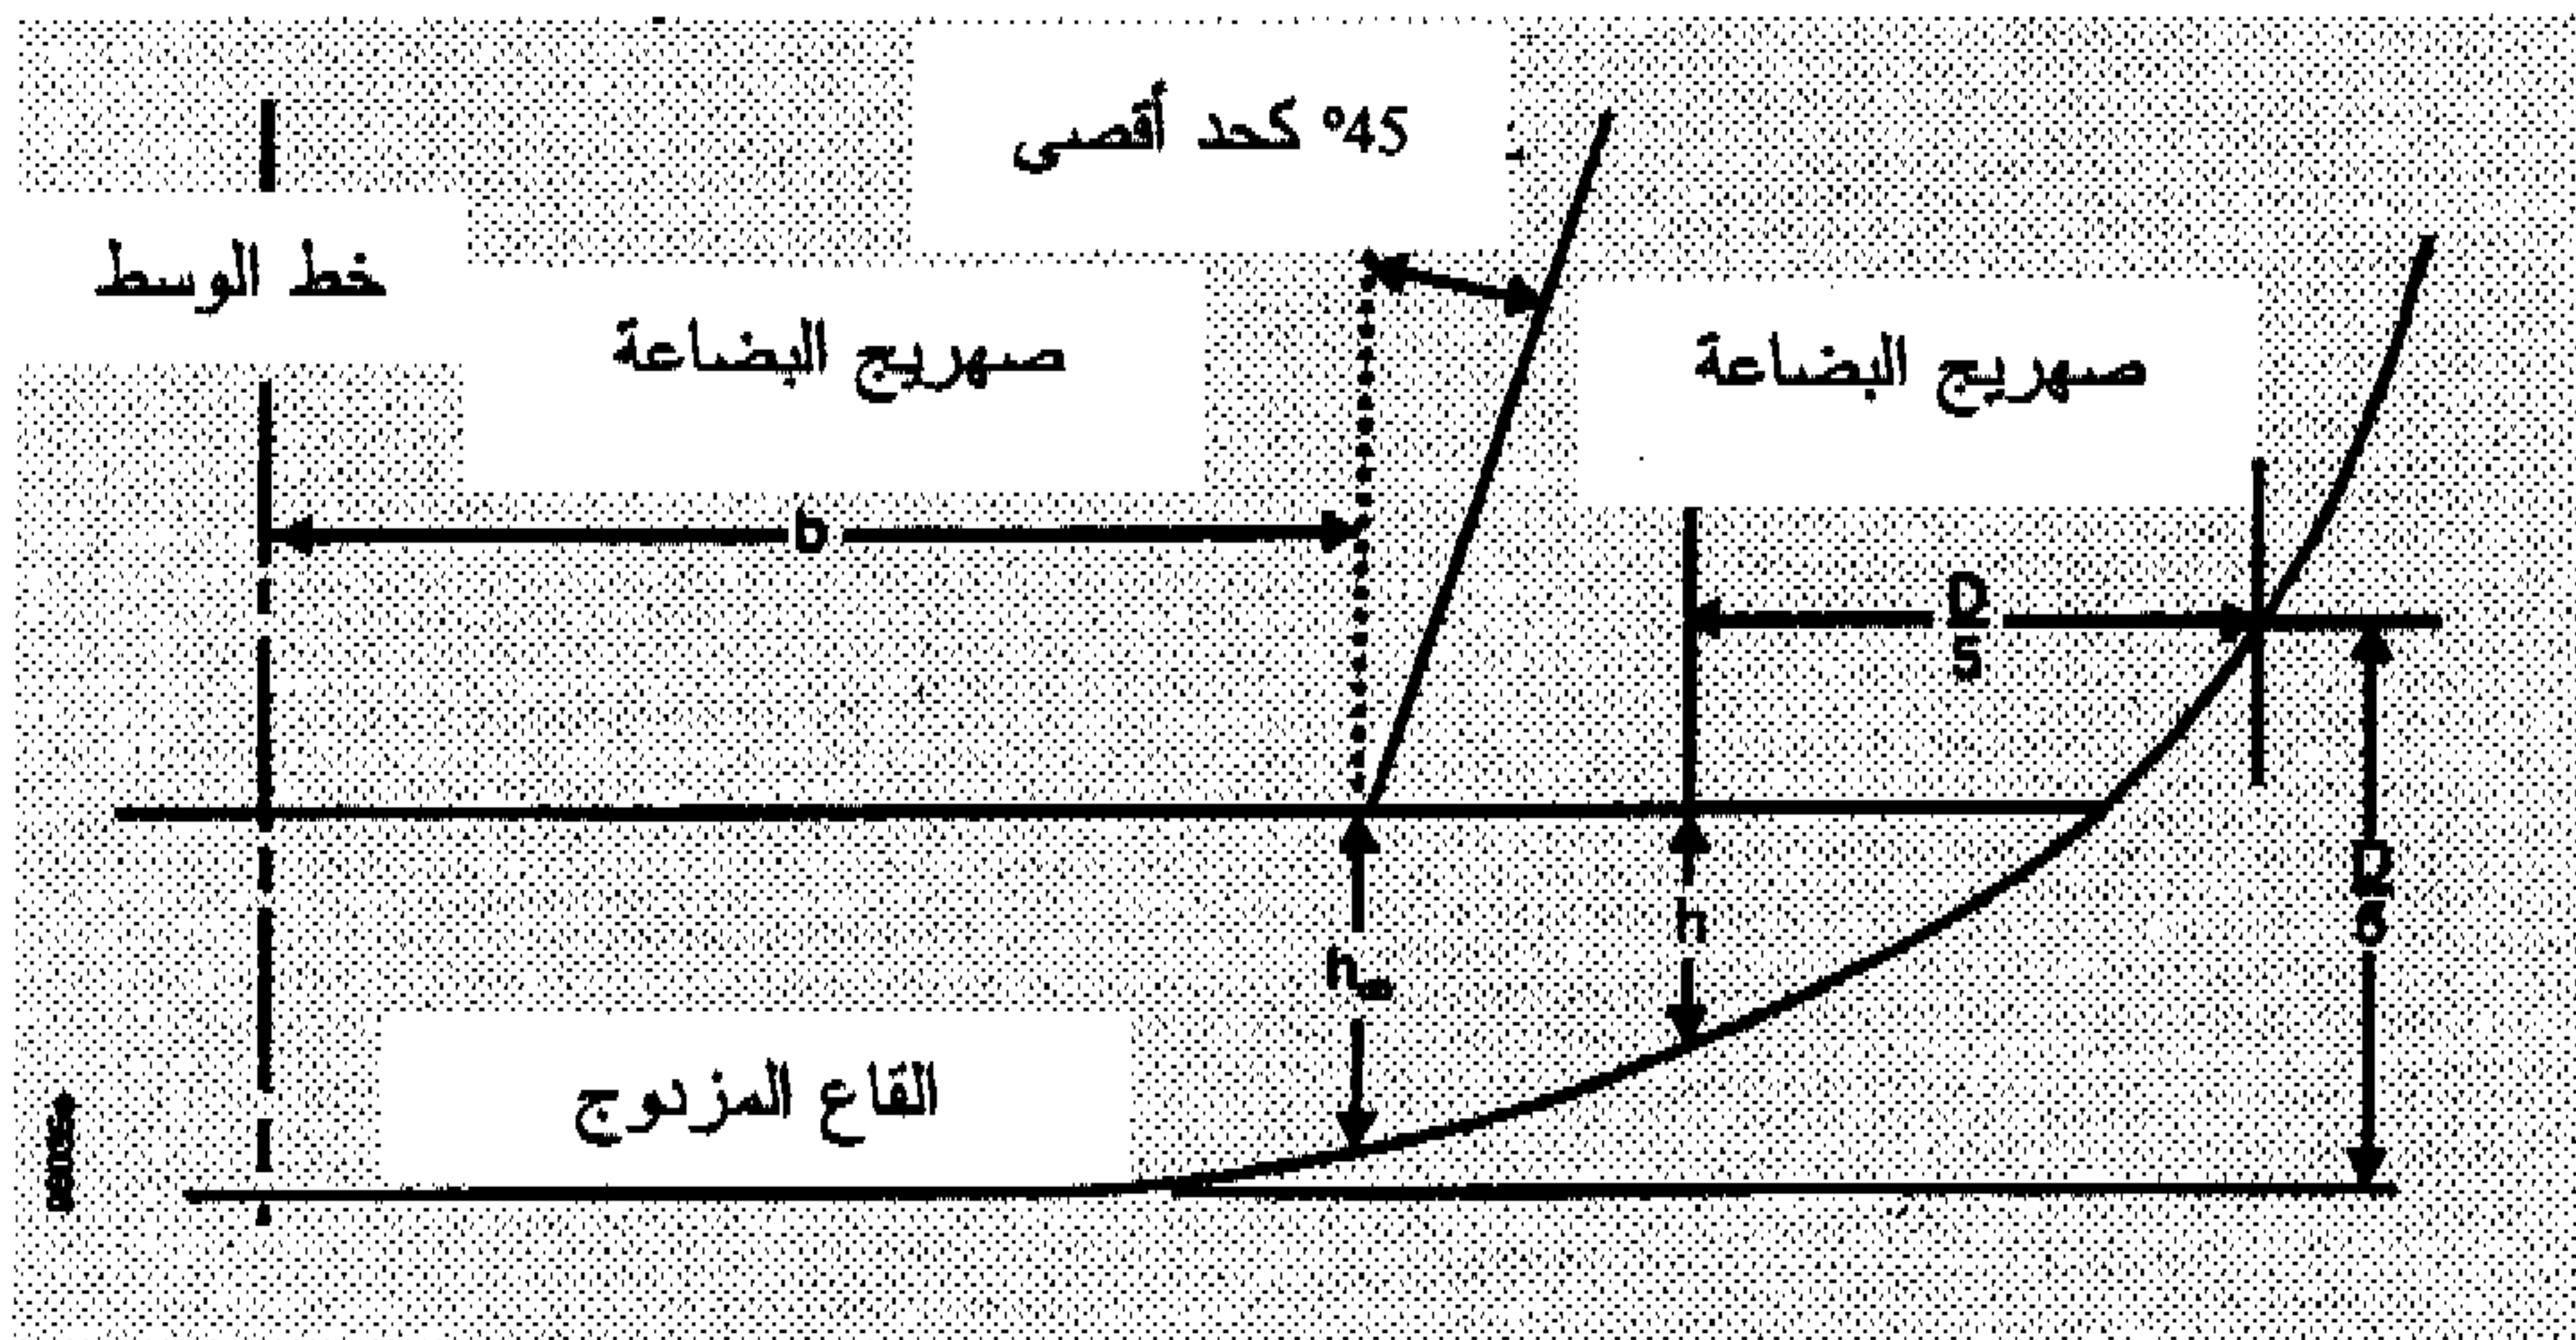 45° كحد أقصى
خط الوسط
صهريج البضاعة
صهريج البضاعة
b
D
5
h
D
6
h
القاع المزدوج